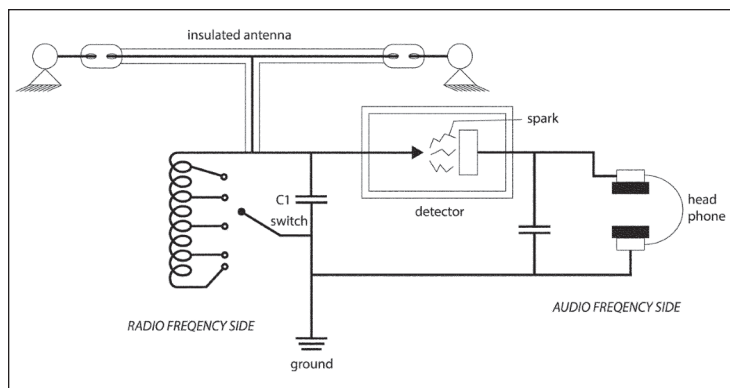 insulated antenna
spark
C1
switch
detector
head
phone
RADIO FREQENCY SIDE
AUDIO FREQENCY SIDE
ground